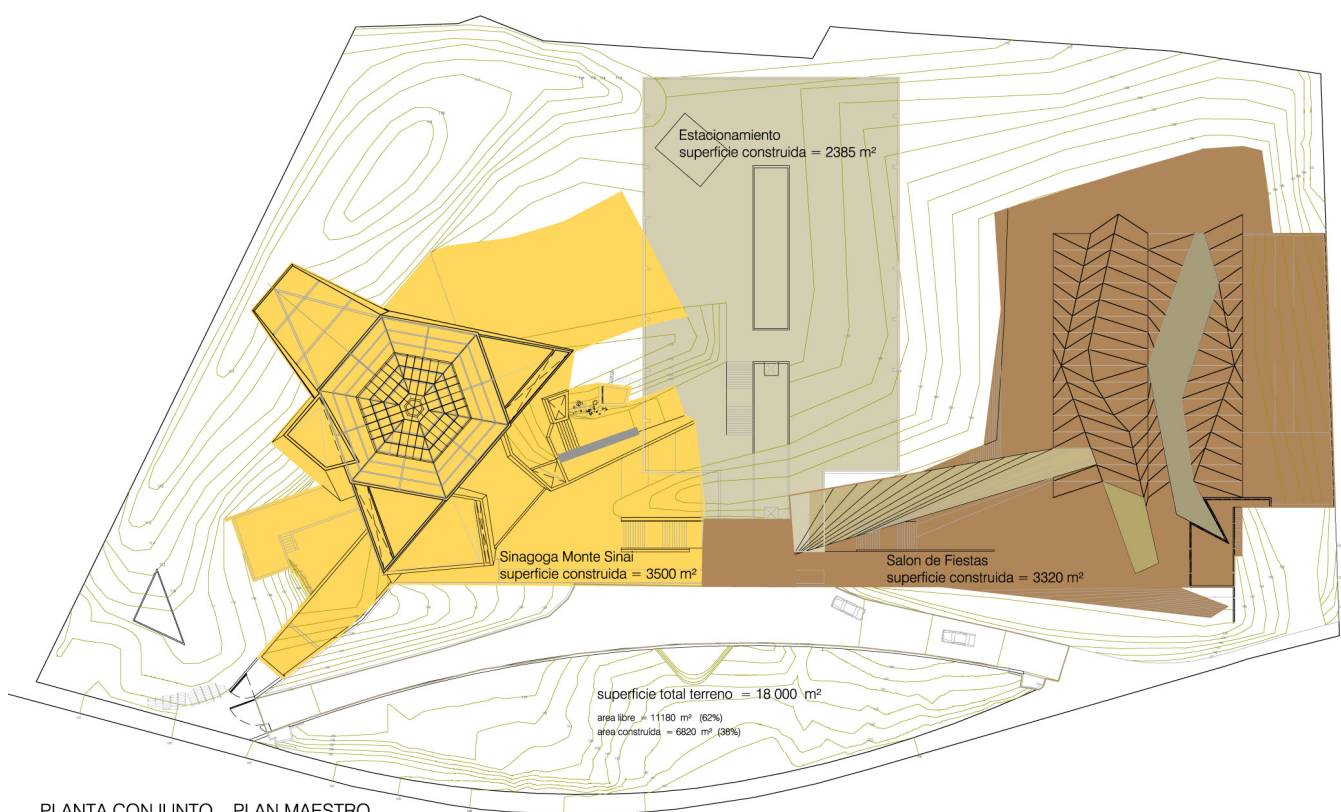 Estacionamiento
superficie construida = 2385 m²
Sinagoga Monte Sinai
superficie construida = 3500 m²
Salon de Fiestas
superficie construida = 3320 m²
superficie total terreno = 18 000 m²
area libre = 11180 m² (62%)
area construida = 6820 m² (38%)
PLANTA CONJUNTO PLAN MAESTRO